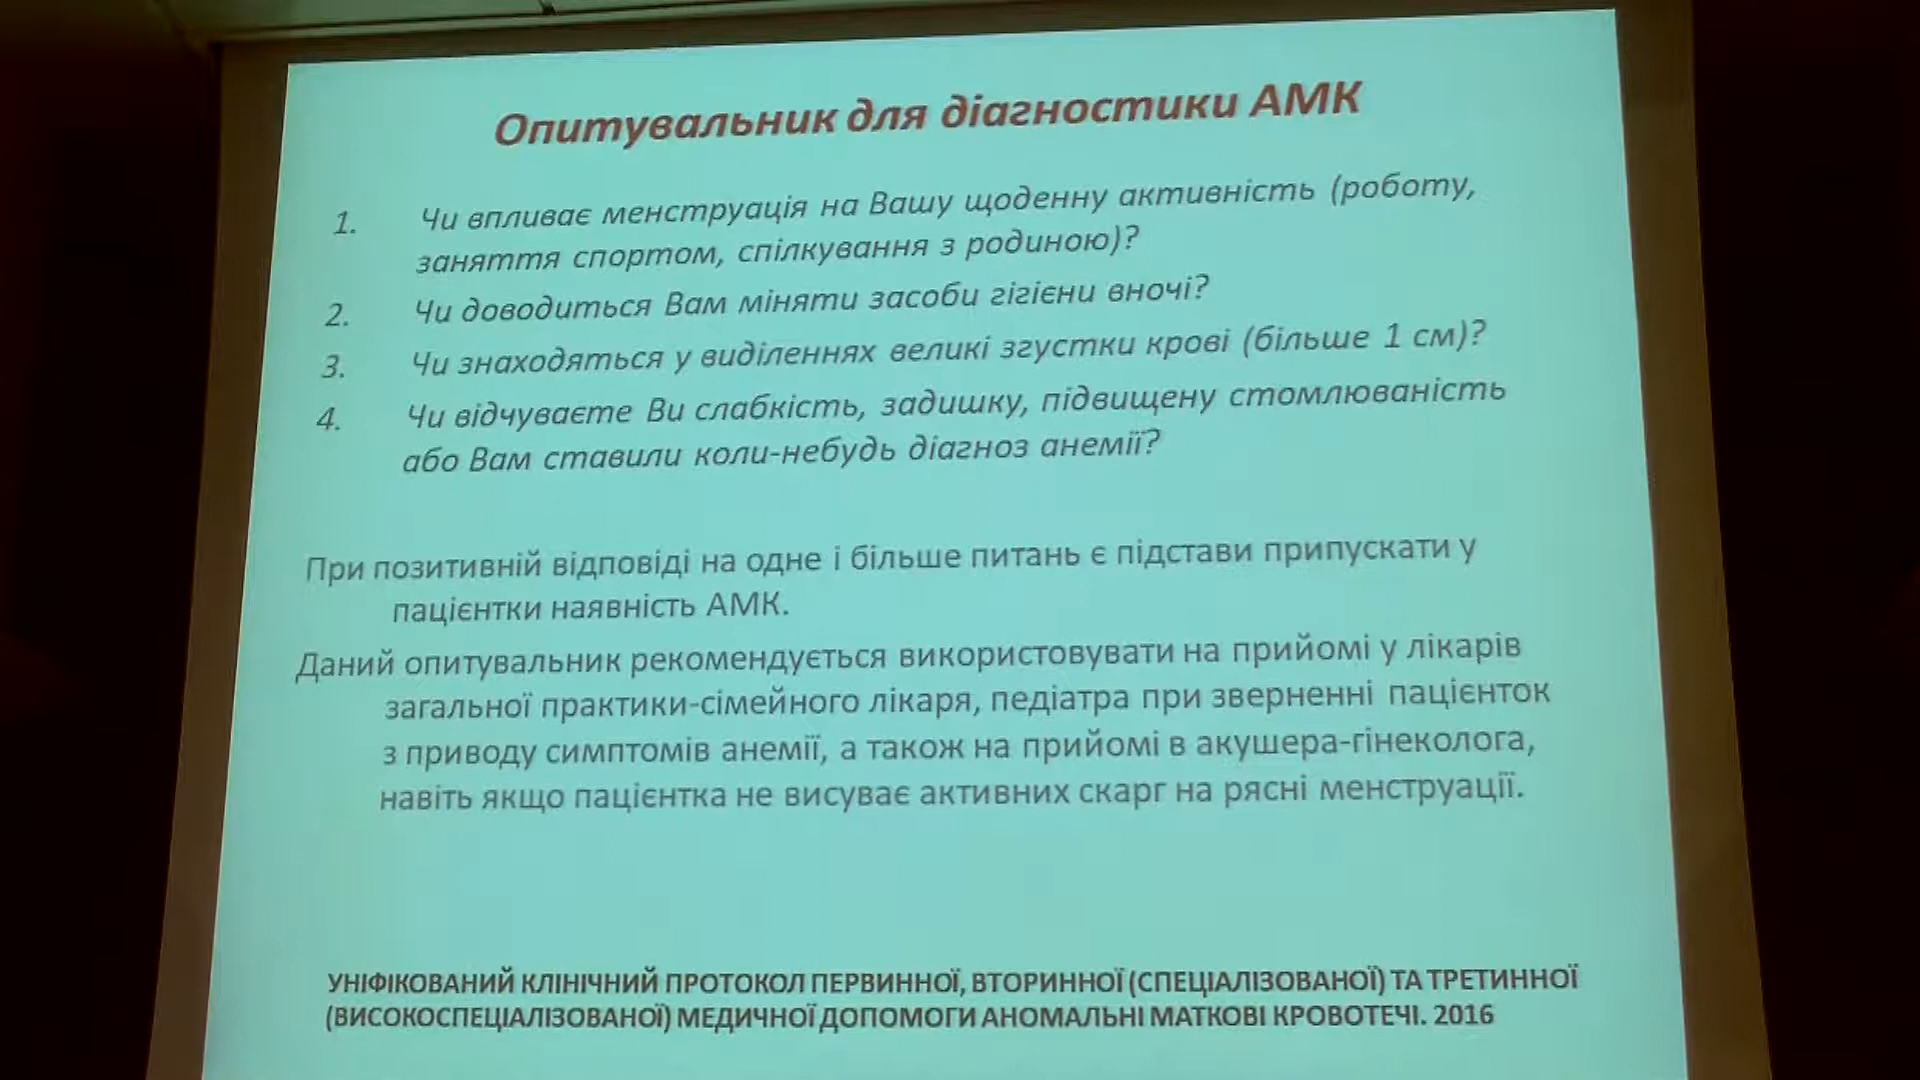 Опитувальник для діагностики АМК
1. Чи впливає менструація на Вашу щоденну активність (роботу,
заняття спортом, спілкування з родиною)?
2. Чи доводиться Вам міняти засоби гігієни вночі?
3. Чи знаходяться у виділеннях великі згустки крові (більше 1 см)?
4. Чи відчуваєте Ви слабкість, задишку, підвищену стомлюваність
або Вам ставили коли-небудь діагноз анемії?
При позитивній відповіді на одне і більше питань є підстави припускати у
пацієнтки наявність АМК.
Даний опитувальник рекомендується використовувати на прийомі у лікарів
загальної практики-сімейного лікаря, педіатра при зверненні пацієнток
з приводу симптомів анемії, а також на прийомі в акушера-гінеколога,
навіть якщо пацієнтка не висуває активних скарг на рясні менструації.
УНІФІКОВАНИЙ КЛІНІЧНИЙ ПРОТОКОЛ ПЕРВИННОЇ, ВТОРИННОЇ (СПЕЦІАЛІЗОВАНОЇ) ТА ТРЕТИННОЇ
(ВИСОКОСПЕЦІАЛІЗОВАНОЇ) МЕДИЧНОЇ ДОПОМОГИ АНОМАЛЬНІ МАТКОВІ КРОВОТЕЧІ. 2016